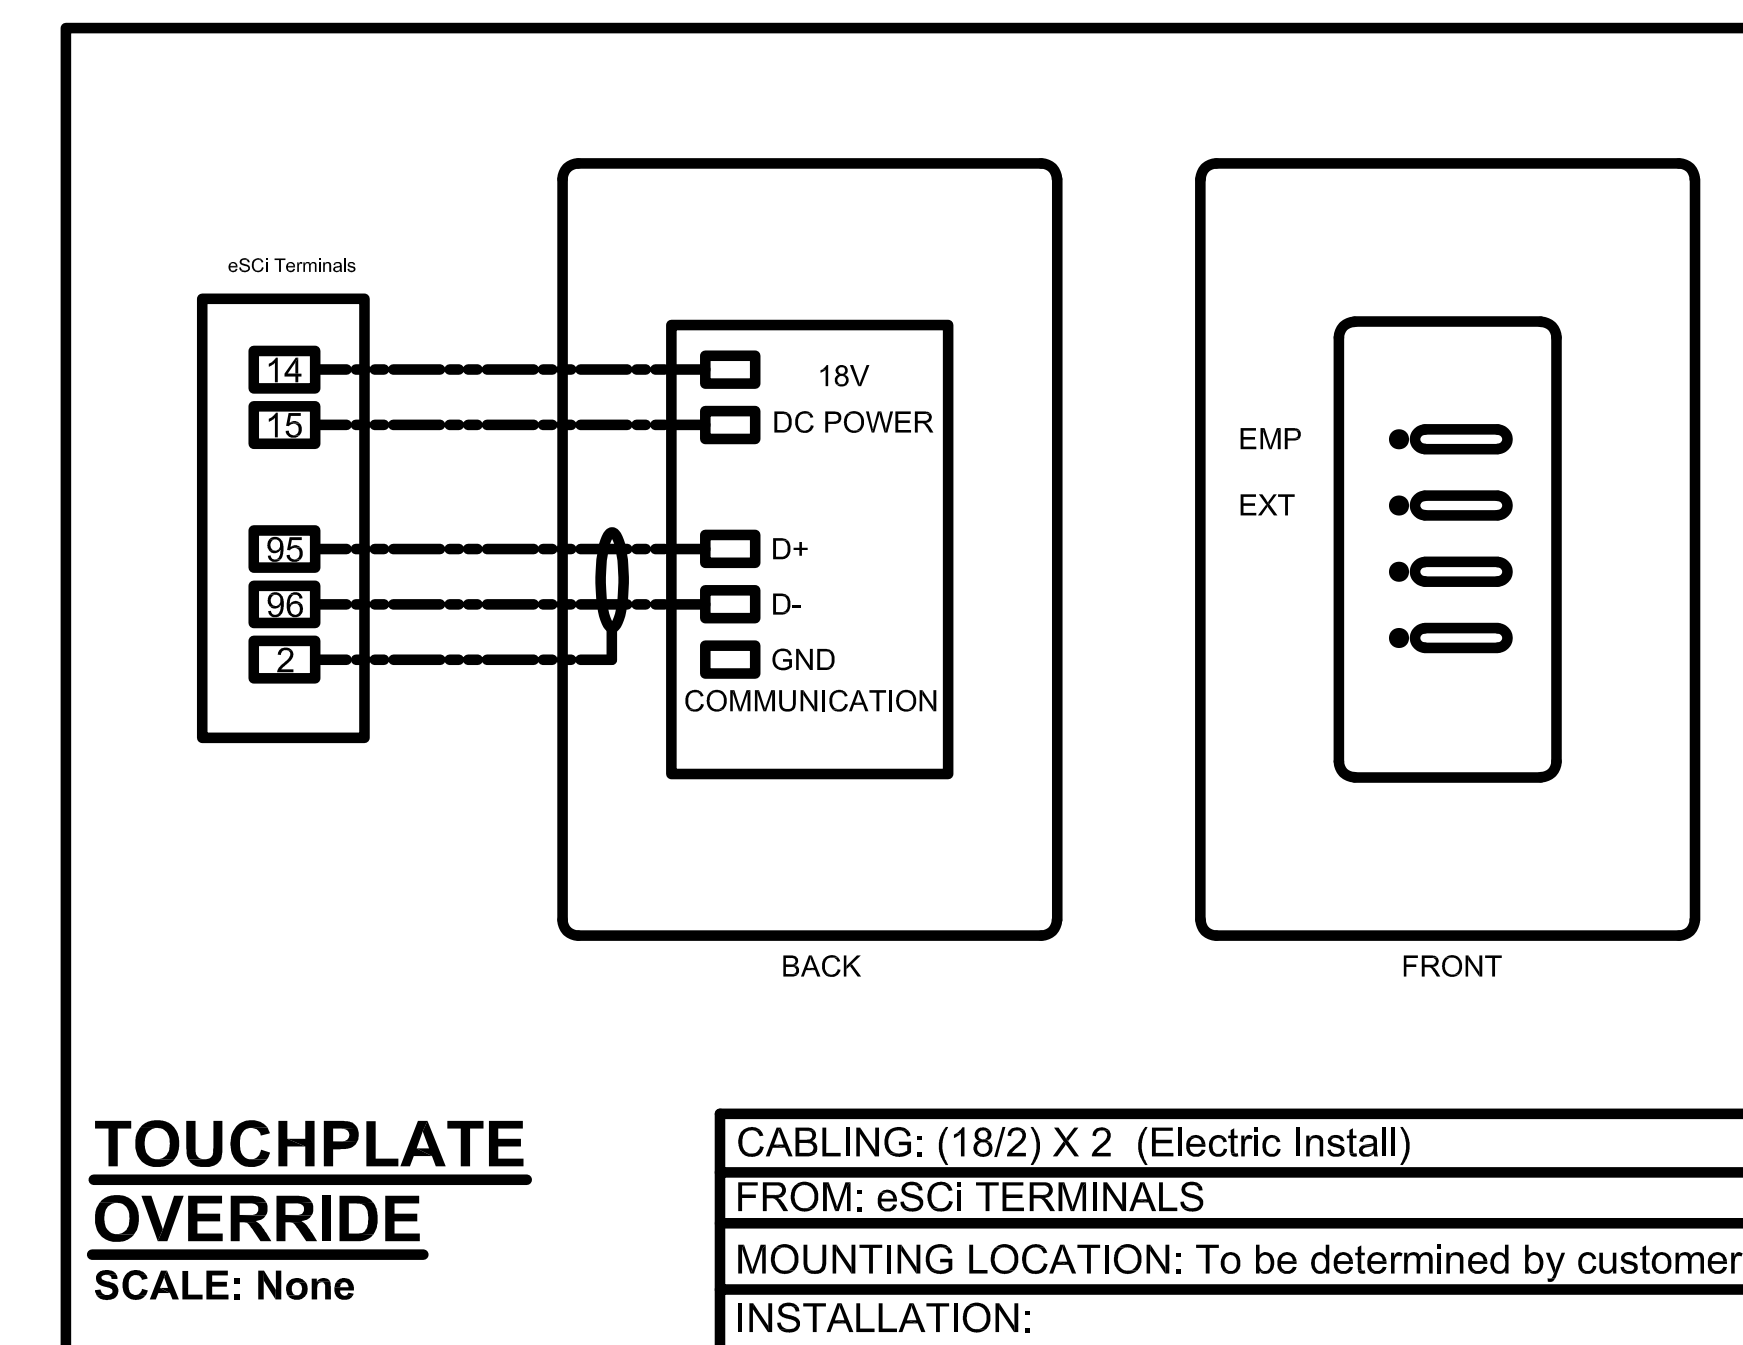 eSCi Terminals
14
15
95
96
2
18V
DC POWER
D+
D-
GND
COMMUNICATION
BACK
EMP
EXT
FRONT
TOUCHPLATE
OVERRIDE
SCALE: None
CABLING: (18/2) X 2 (Electric Install)
FROM: eSCi TERMINALS
MOUNTING LOCATION: To be determined by customer
INSTALLATION: